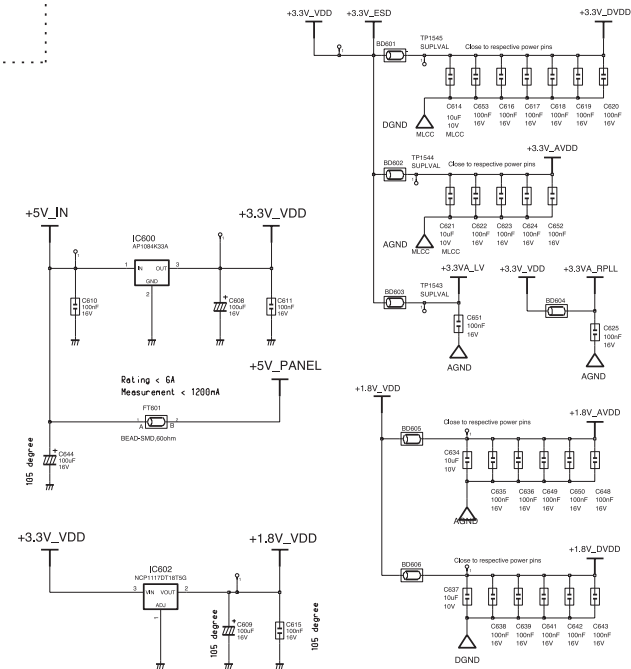 +3.3V_VDD
+3.3V_ESD
+3.3V_DVDD
BD601
TP1545
SUPLVAL
Close to respective power pins
DGND
MLCC
C614
10uF
10V
MLCC
C653
100nF
16V
C616
100nF
16V
C617
100nF
16V
C618
100nF
16V
C619
100nF
16V
C620
100nF
16V
+3.3V_AVDD
BD602
TP1544
SUPLVAL
Close to respective power pins
AGND
MLCC
C621
10uF
10V
MLCC
C622
100nF
16V
C623
100nF
16V
C624
100nF
16V
C652
100nF
16V
+3.3VA_LV
BD603
TP1543
SUPLVAL
C651
100nF
16V
AGND
+3.3V_VDD
+3.3VA_RPLL
BD604
C625
100nF
16V
AGND
+5V_IN
+3.3V_VDD
IC600
AP1084K33A
1
IN
OUT
3
GND
2
C610
100nF
16V
+
C608
100uF
16V
C611
100nF
16V
+5V_PANEL
Rating < 6A
Measurement < 1200mA
FT601
1
A
B
2
BEAD-SMD,60ohm
105 degree
+
C644
100uF
16V
+1.8V_VDD
+1.8V_AVDD
BD605
Close to respective power pins
C634
10uF
10V
C635
100nF
16V
C636
100nF
16V
C649
100nF
16V
C650
100nF
16V
C648
100nF
16V
AGND
+1.8V_DVDD
BD606
Close to respective power pins
C637
10uF
10V
C638
100nF
16V
C639
100nF
16V
C641
100nF
16V
C642
100nF
16V
C643
100nF
16V
DGND
+3.3V_VDD
+1.8V_VDD
IC602
NCP1117DT18T5G
3
VIN
VOUT
2
ADJ
1
105 degree
+
C609
100uF
16V
C615
100nF
16V
105 degree